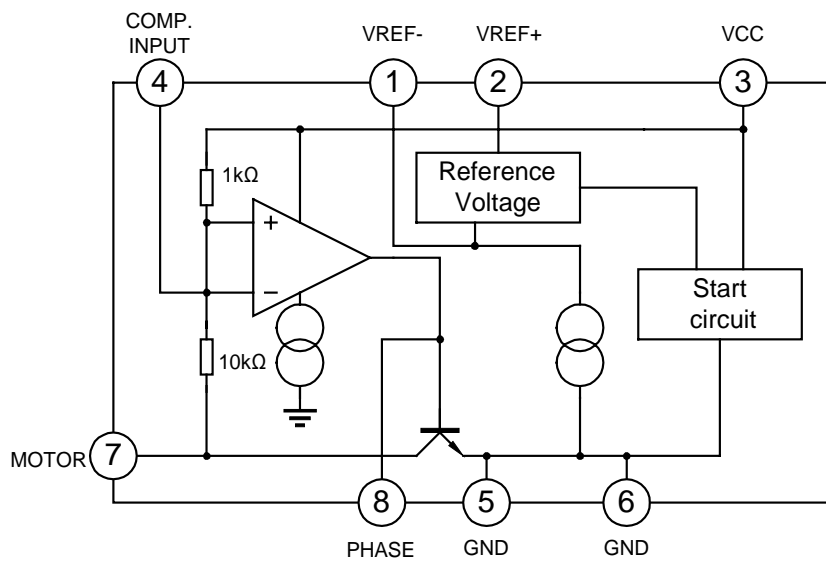 COMP.
INPUT
VREF-
VREF+
VCC
4
1
2
3
1kΩ
Reference
Voltage
+
−
Start
circuit
10kΩ
MOTOR
7
8
5
6
PHASE
GND
GND